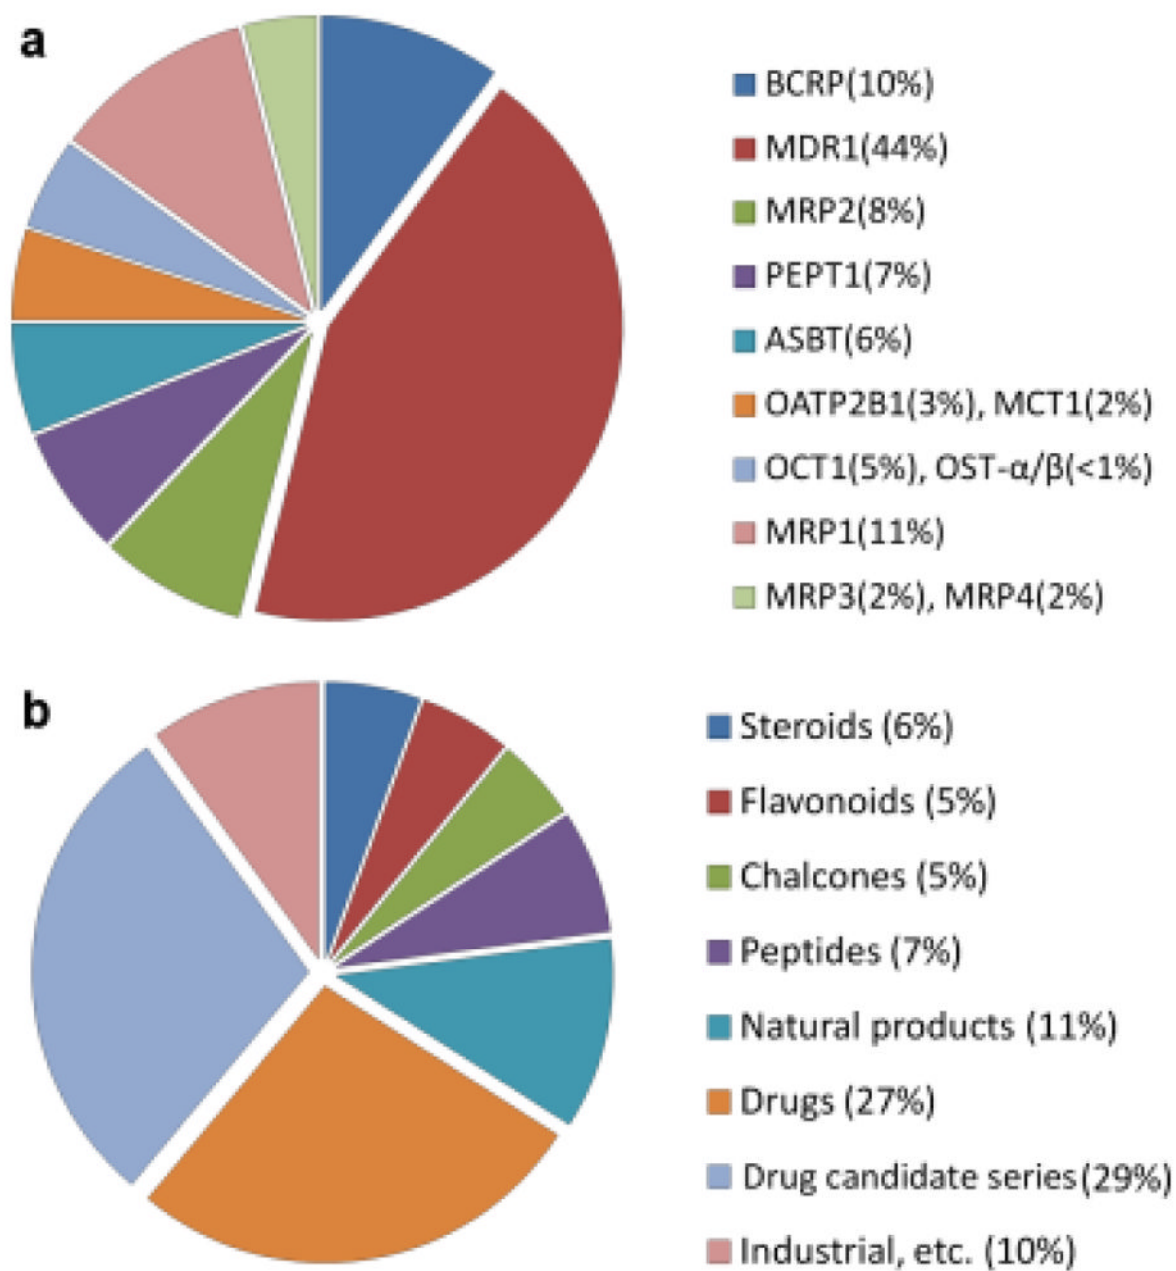 a
BCRP(10%)
MDR1(44%)
MRP2(8%)
PEPT1(7%)
ASBT(6%)
OATP2B1(3%), MCT1(2%)
OCT1(5%), OST-α/β(<1%)
MRP1(11%)
MRP3(2%), MRP4(2%)
b
Steroids (6%)
Flavonoids (5%)
Chalcones (5%)
Peptides (7%)
Natural products (11%)
Drugs (27%)
Drug candidate series(29%)
Industrial, etc. (10%)